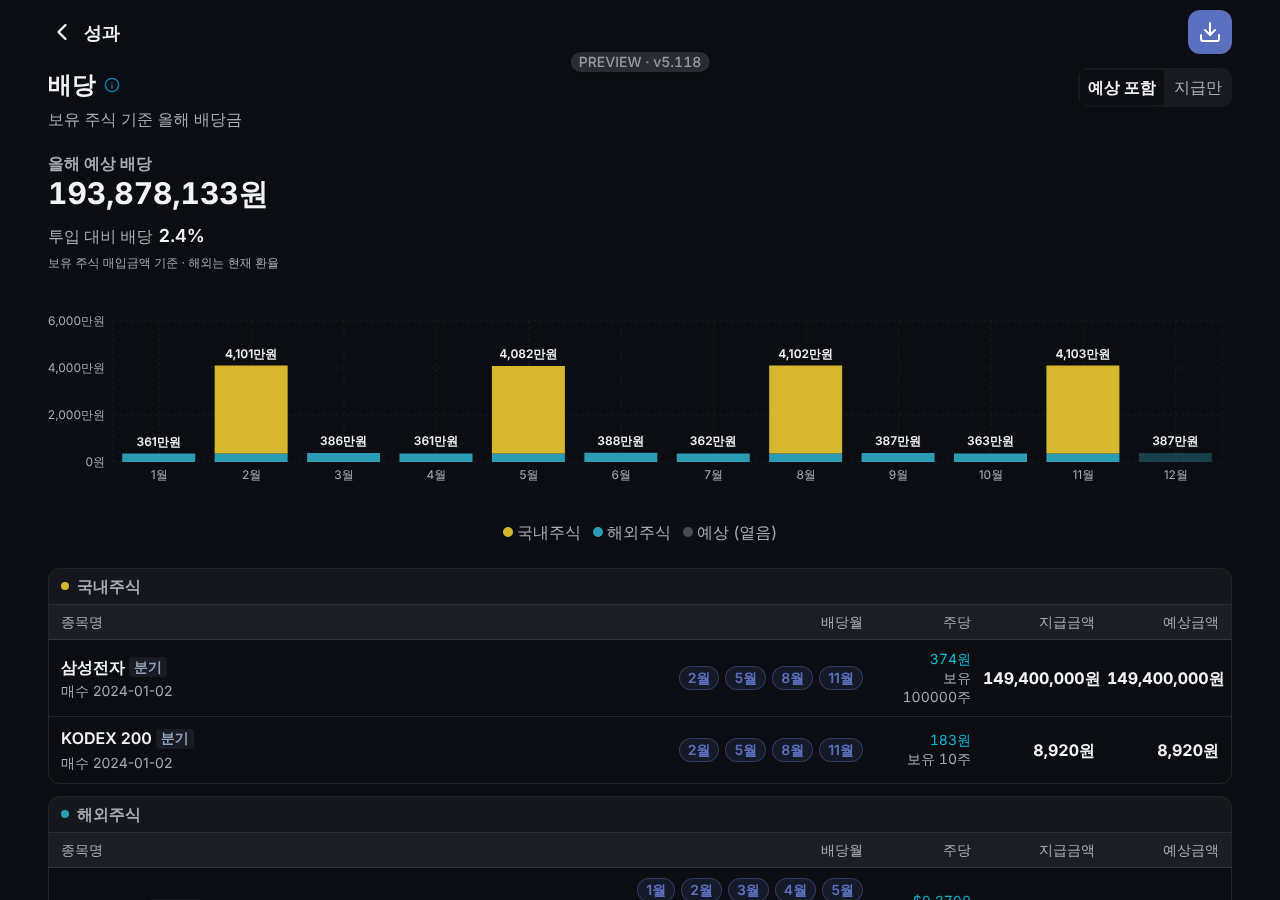 성과
PREVIEW · v5.118
배당
예상 포함 지급만
보유 주식 기준 올해 배당금
올해 예상 배당
193,878,133원
투입 대비 배당 2.4%
보유 주식 매입금액 기준 · 해외는 현재 환율
6,000만원
4,000만원
2,000만원
0원
361만원 4,101만원 386만원 361만원 4,082만원 388만원 362만원 4,102만원 387만원 363만원 4,103만원 387만원
1월 2월 3월 4월 5월 6월 7월 8월 9월 10월 11월 12월
국내주식 해외주식 예상 (옅음)
국내주식
종목명 배당월 주당 지급금액 예상금액
삼성전자 분기
매수 2024-01-02
2월 5월 8월 11월
374원
보유
100000주
149,400,000원 149,400,000원
KODEX 200 분기
매수 2024-01-02
2월 5월 8월 11월
183원
보유 10주
8,920원 8,920원
해외주식
종목명 배당월 주당 지급금액 예상금액
1월 2월 3월 4월 5월